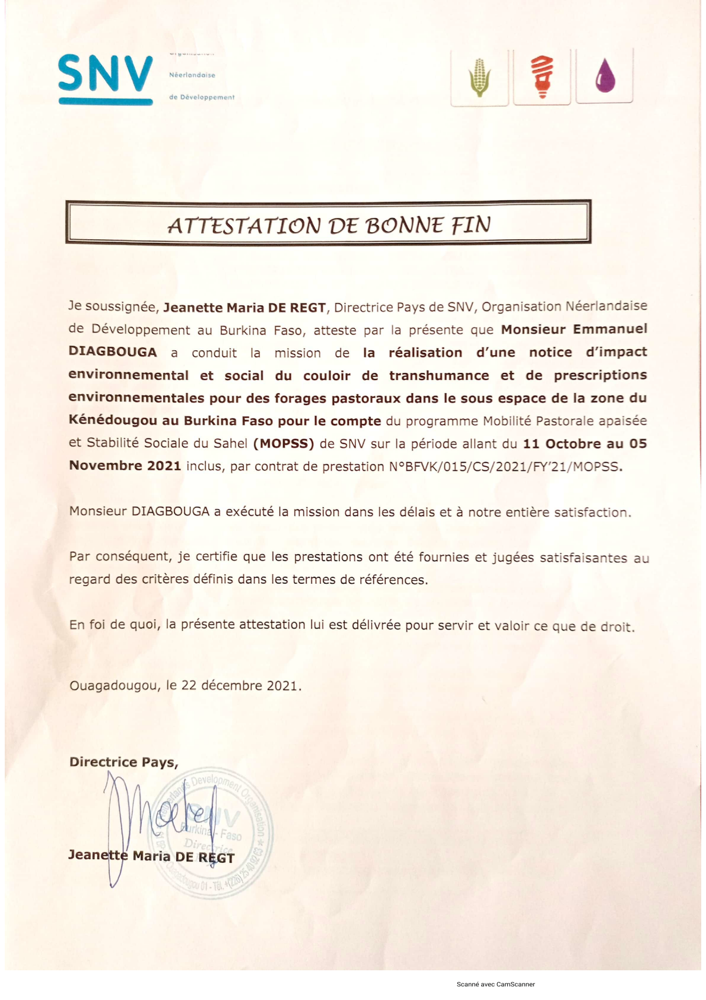 SNV
Organisation
Néerlandaise
de Développement
ATTESTATION DE BONNE FIN
Je soussignée, Jeanette Maria DE REGT, Directrice Pays de SNV, Organisation Néerlandaise
de Développement au Burkina Faso, atteste par la présente que Monsieur Emmanuel
DIAGBOUGA a conduit la mission de la réalisation d’une notice d’impact
environnemental et social du couloir de transhumance et de prescriptions
environnementales pour des forages pastoraux dans le sous espace de la zone du
Kénédougou au Burkina Faso pour le compte du programme Mobilité Pastorale apaisée
et Stabilité Sociale du Sahel (MOPSS) de SNV sur la période allant du 11 Octobre au 05
Novembre 2021 inclus, par contrat de prestation N°BFVK/015/CS/2021/FY’21/MOPSS.
Monsieur DIAGBOUGA a exécuté la mission dans les délais et à notre entière satisfaction.
Par conséquent, je certifie que les prestations ont été fournies et jugées satisfaisantes au
regard des critères définis dans les termes de références.
En foi de quoi, la présente attestation lui est délivrée pour servir et valoir ce que de droit.
Ouagadougou, le 22 décembre 2021.
Directrice Pays,
Netherlands Development Organisation
SNV
Burkina - Faso
Directrice
Ouagadougou 01 - Tél. +(226) 25 40 92 63
Jeanette Maria DE REGT
Scanné avec CamScanner